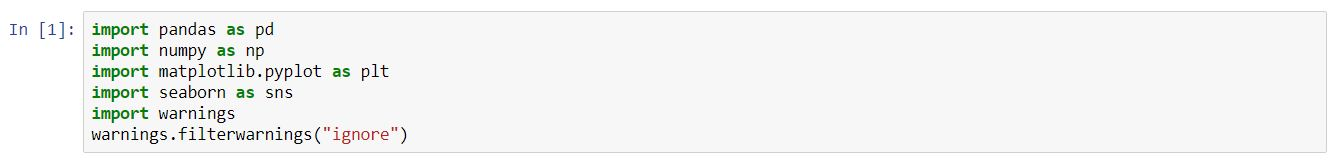 In [1]: import pandas as pd
import numpy as np
import matplotlib.pyplot as plt
import seaborn as sns
import warnings
warnings.filterwarnings("ignore")